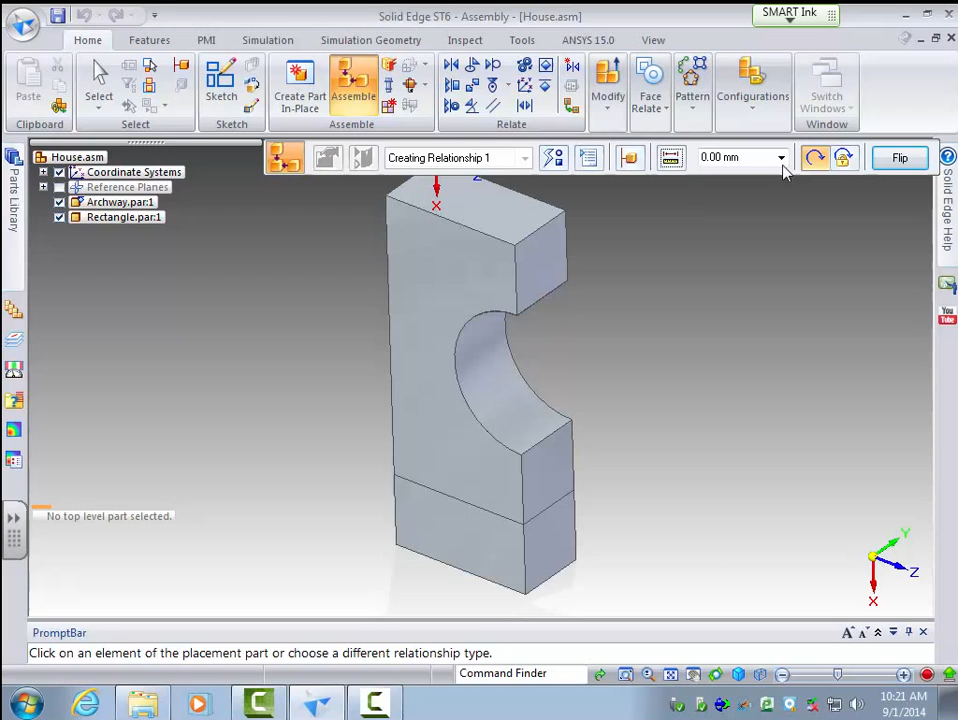 Solid Edge ST6 - Assembly - [House.asm]
SMART Ink
Home
Features
PMI
Simulation
Simulation Geometry
Inspect
Tools
ANSYS 15.0
View
Paste
Select
Sketch
Create Part
In-Place
Assemble
Modify
Face
Relate
Pattern
Configurations
Switch
Windows
Clipboard
Select
Sketch
Assemble
Relate
Window
House.asm
Creating Relationship 1
0.00 mm
Flip
Coordinate Systems
Reference Planes
Archway.par:1
Rectangle.par:1
Parts Library
Solid Edge Help
You
Tube
Z
X
No top level part selected.
Y
Z
X
PromptBar
Click on an element of the placement part or choose a different relationship type.
Command Finder
10:21 AM
9/1/2014